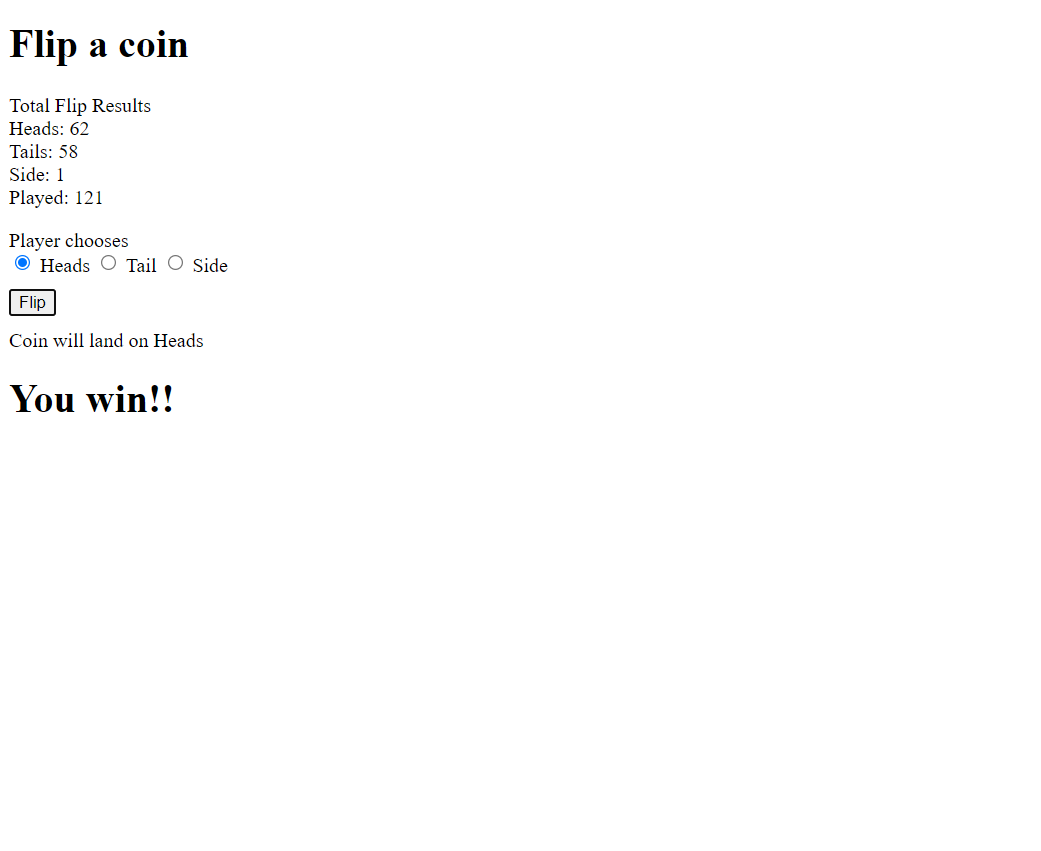 Flip a coin
Total Flip Results
Heads: 62
Tails: 58
Side: 1
Played: 121
Player chooses
Heads Tail Side
Flip
Coin will land on Heads
You win!!